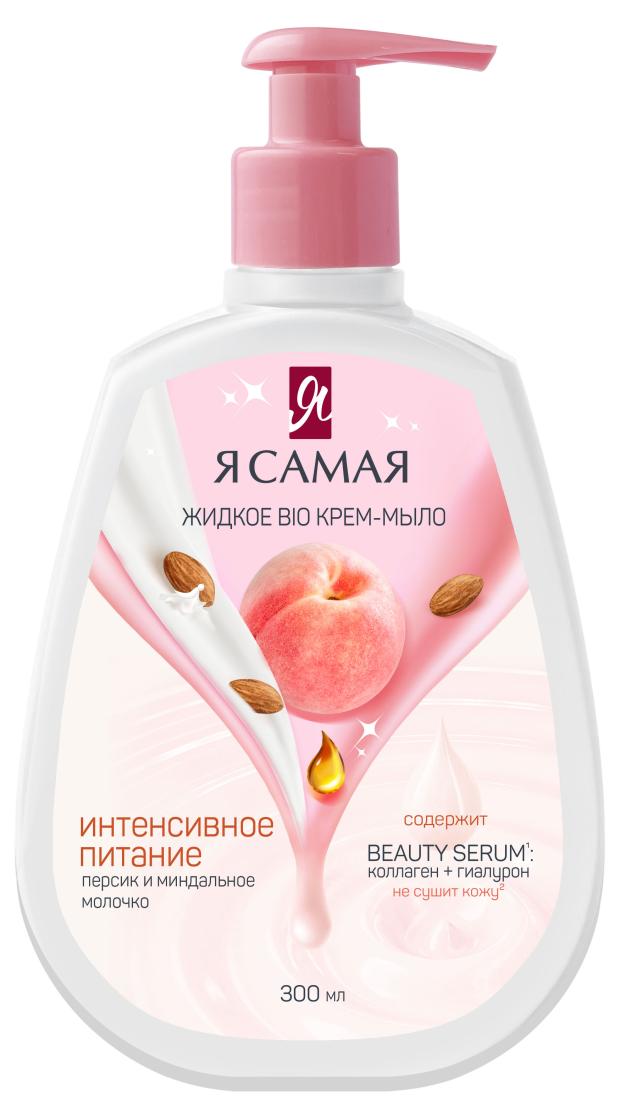 Я
Я САМАЯ
ЖИДКОЕ BIO КРЕМ-МЫЛО
ИНТЕНСИВНОЕ
ПИТАНИЕ
персик и миндальное
молочко
содержит
BEAUTY SERUM¹:
коллаген + гиалурон
не сушит кожу²
300 мл